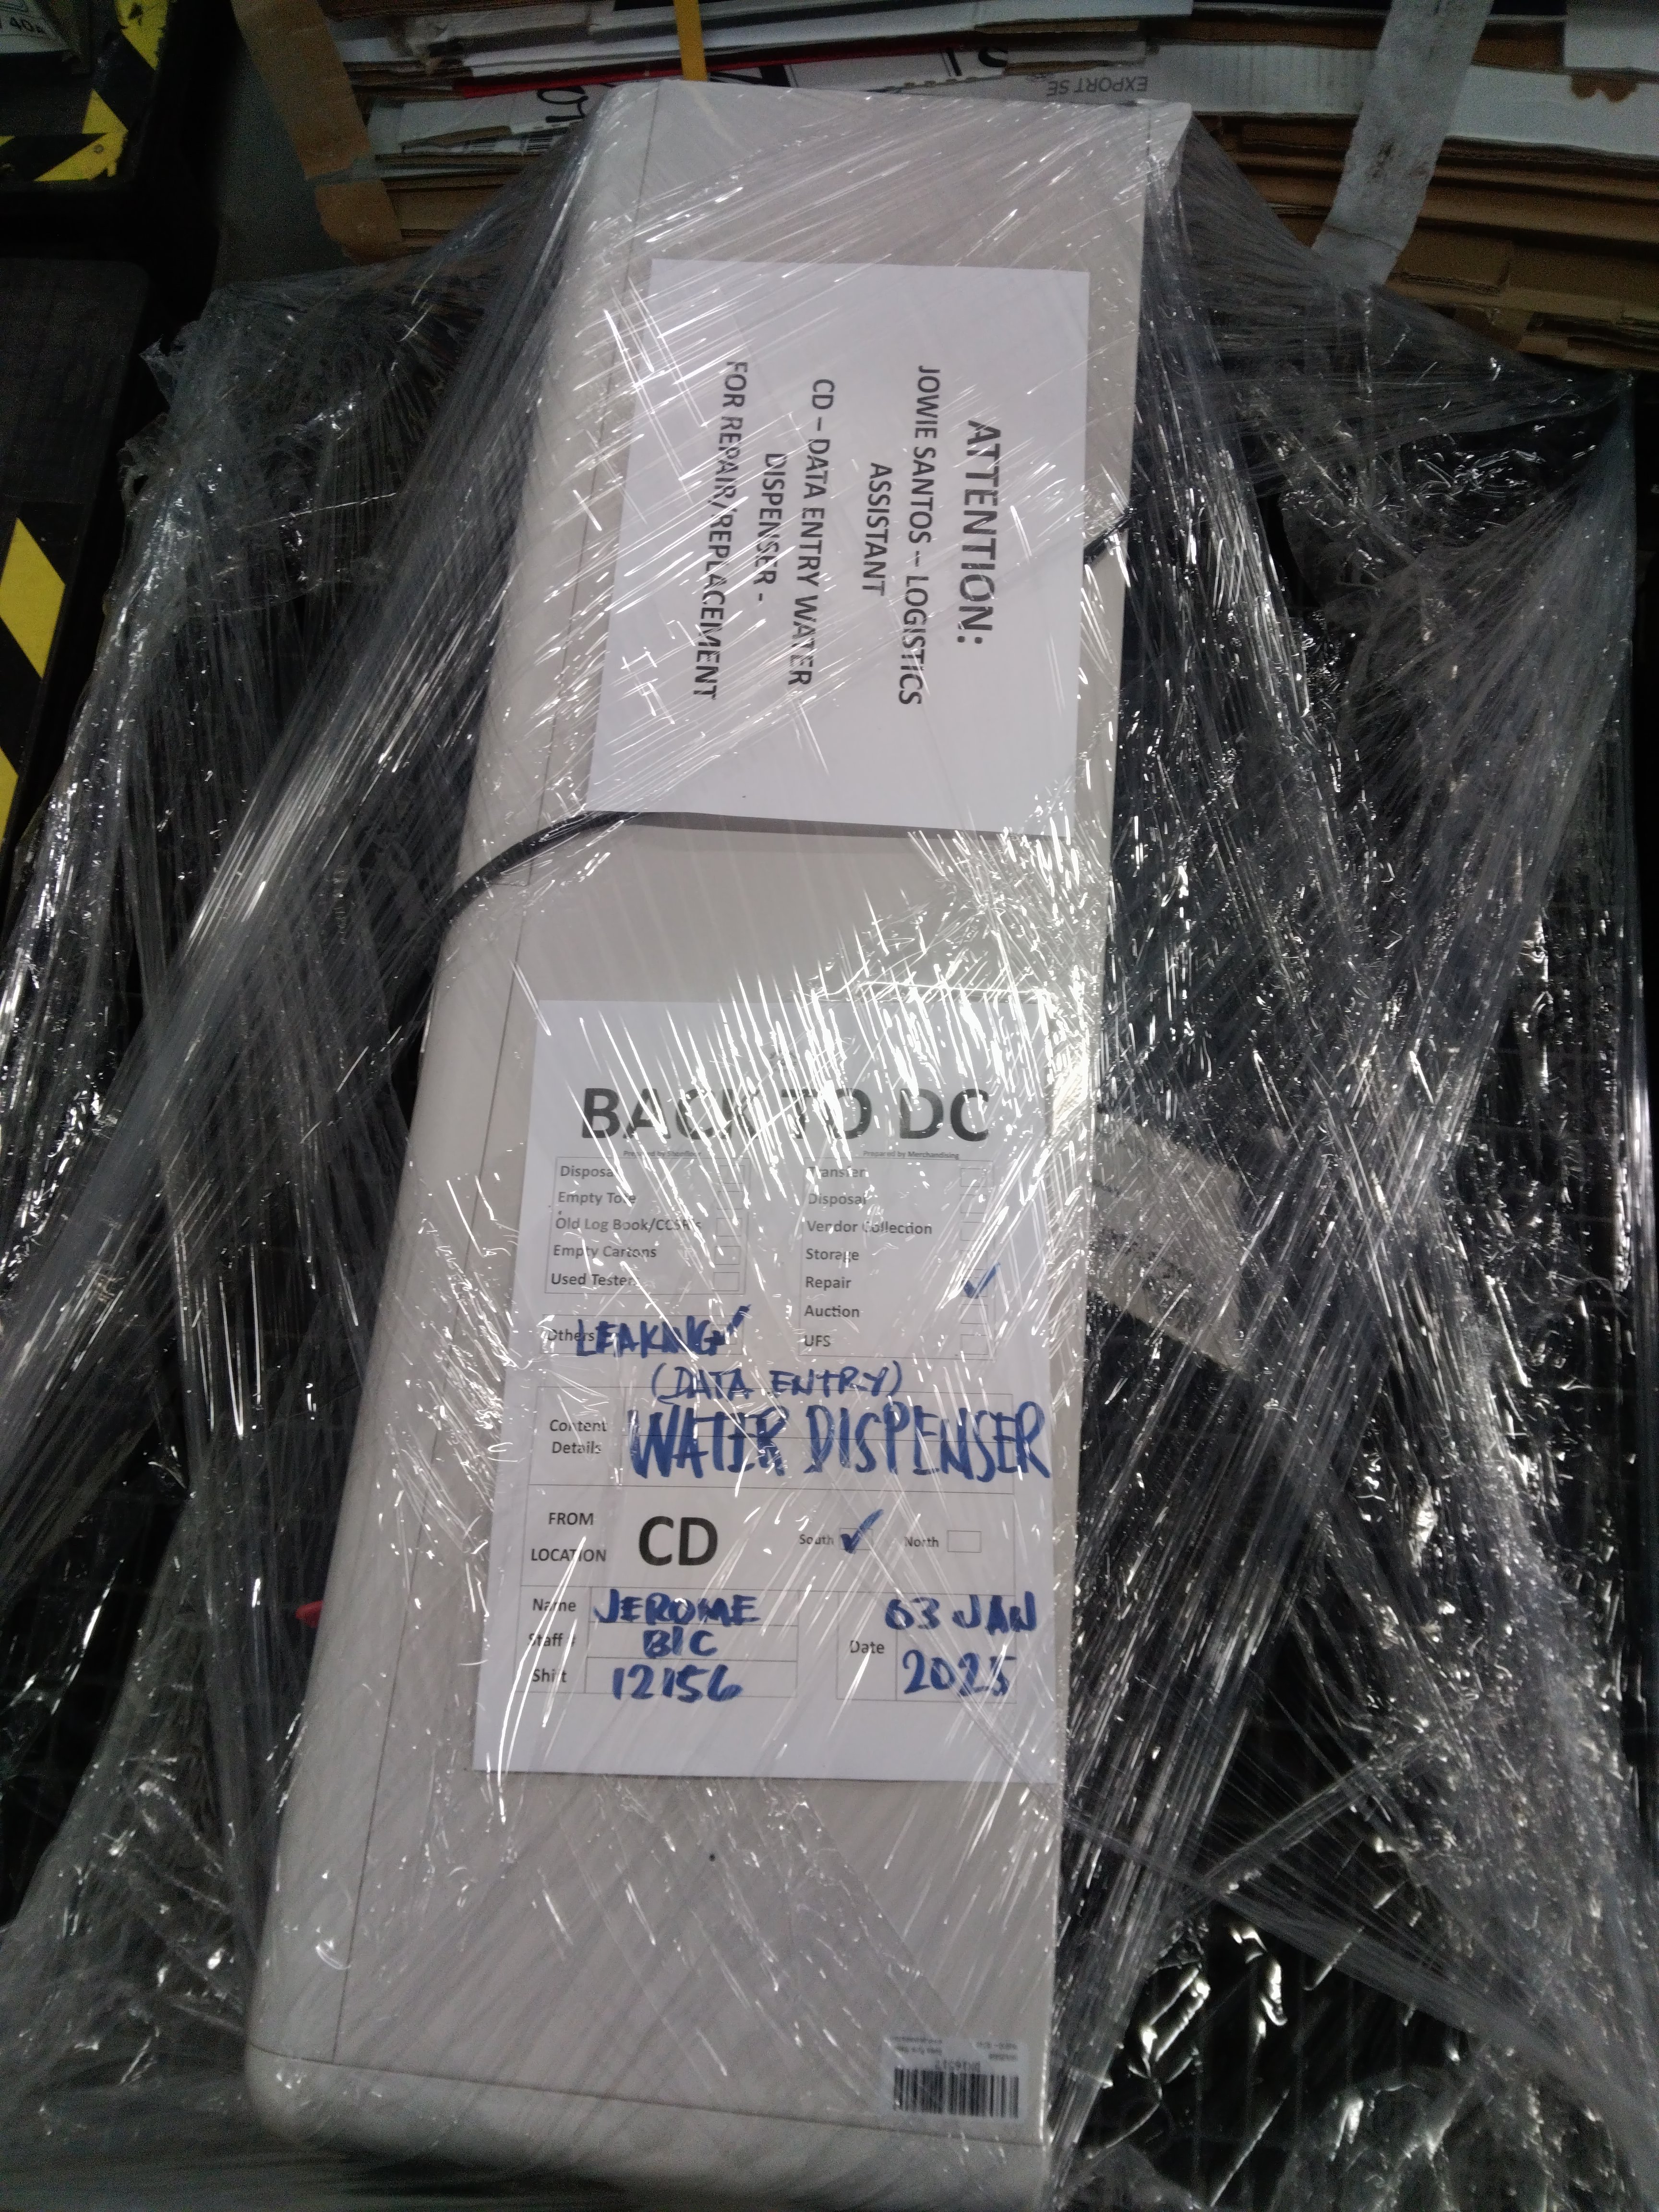 EXPORT SE
ATTENTION:
JOWIE SANTOS – LOGISTICS
ASSISTANT
CD – DATA ENTRY WATER
DISPENSER -
FOR REPAIR/REPLACEMENT
BACK TO DC
Prepared by Merchandising
Disposal
Empty Tote
Old Log Book/CCSR's
Empty Cartons
Used Tester
Others LEAKNG
Transfer
Disposal
Vendor Collection
Storage
Repair
Auction
UFS
(DATA ENTRY)
Content
Details WATER DISPENSER
FROM
LOCATION
CD
South
North
Name JEROME
Staff # BIC
Shift 12156
Date 03 JAN
2025